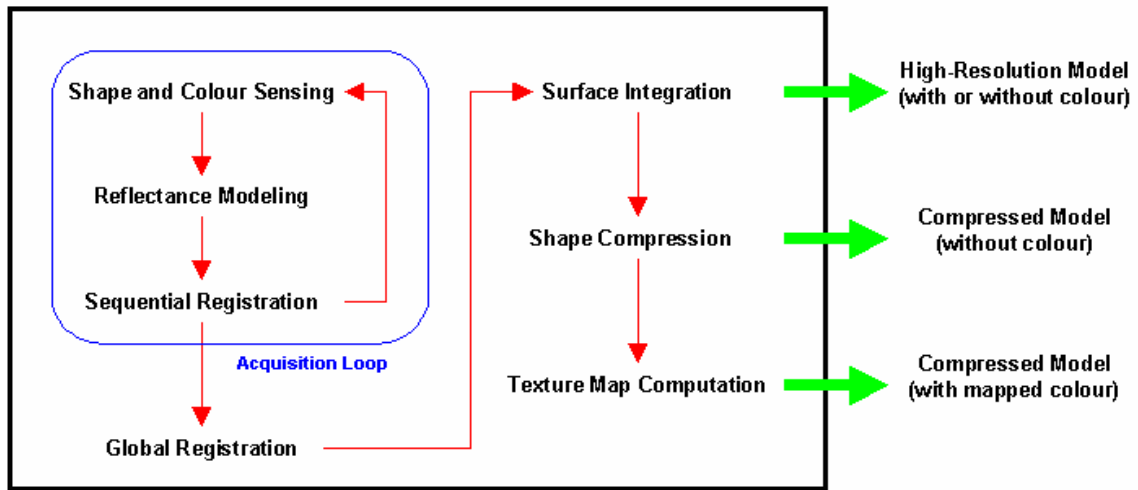 Shape and Colour Sensing
Reflectance Modeling
Sequential Registration
Acquisition Loop
Global Registration
Surface Integration
Shape Compression
Texture Map Computation
High-Resolution Model
(with or without colour)
Compressed Model
(without colour)
Compressed Model
(with mapped colour)